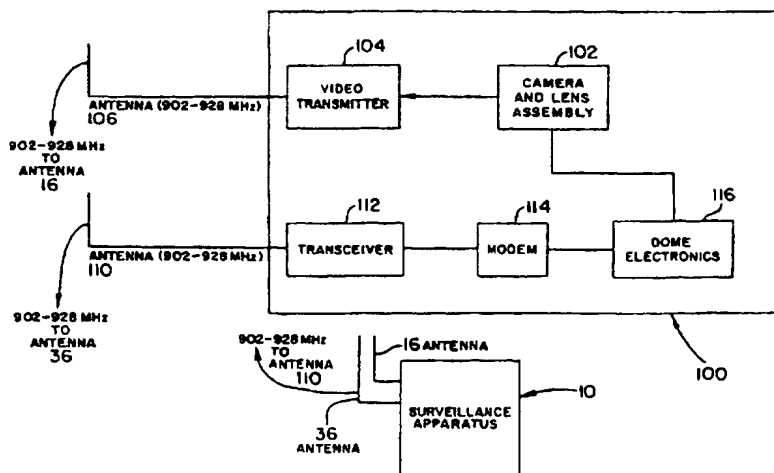 104
VIDEO
TRANSMITTER
102
CAMERA
AND LENS
ASSEMBLY
ANTENNA (902-928 MHz)
106
902-928 MHz
TO
ANTENNA
16
112
TRANSCEIVER
114
MODEM
116
DOME
ELECTRONICS
ANTENNA (902-928 MHz)
110
902-928 MHz
TO
ANTENNA
36
100
902-928 MHz
TO
ANTENNA
110
16 ANTENNA
36
ANTENNA
SURVEILLANCE
APPARATUS
10